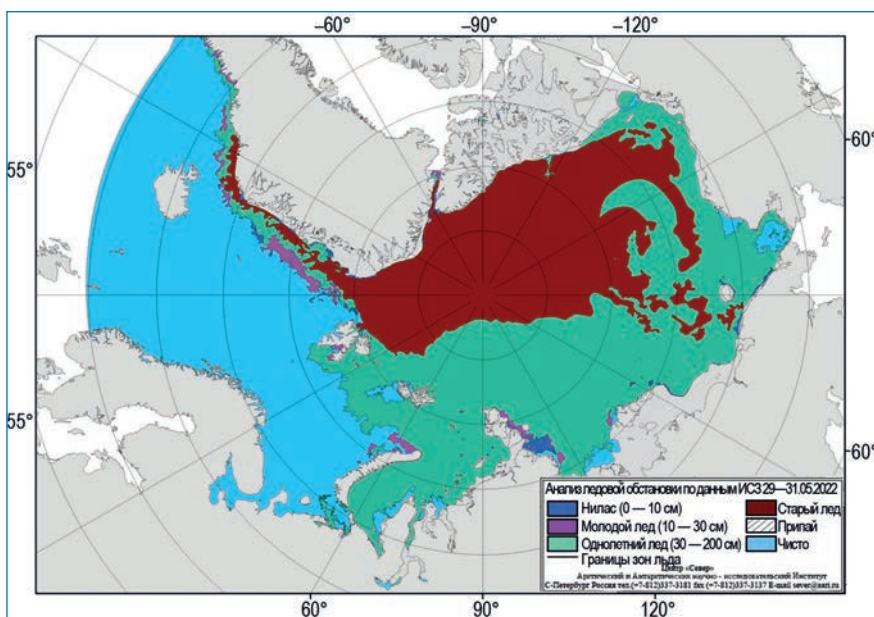 –60° –90° –120°
55° 60°
55° 60°
Анализ ледовой обстановки по данным ИСЗ 29—31.05.2022
Нилас (0 — 10 см) Старый лед
Молодой лед (10 — 30 см) Припай
Однолетний лед (30 — 200 см) Чисто
Границы зон льда
Центр «Север»
Арктический и Антарктический научно - исследовательский Институт
С-Петербург Россия тел.(+7-812)337-3181 fax (+7-812)337-3137 E-mail sever@aari.ru
60° 90° 120°